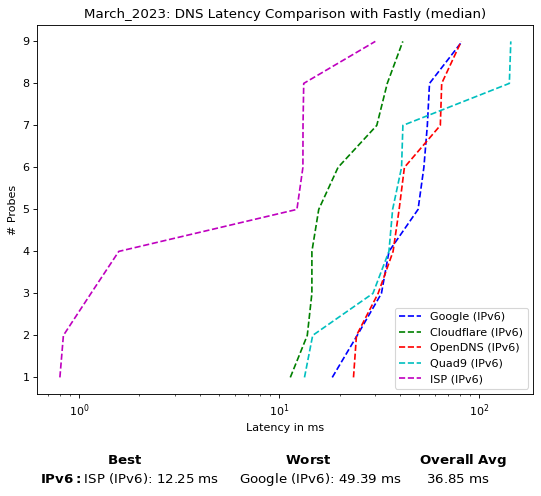 March_2023: DNS Latency Comparison with Fastly (median)
9
8
7
6
5
4
3
2
1
# Probes
Google (IPv6)
Cloudflare (IPv6)
OpenDNS (IPv6)
Quad9 (IPv6)
ISP (IPv6)
10⁰ 10¹ 10²
Latency in ms
Best Worst Overall Avg
IPv6: ISP (IPv6): 12.25 ms Google (IPv6): 49.39 ms 36.85 ms